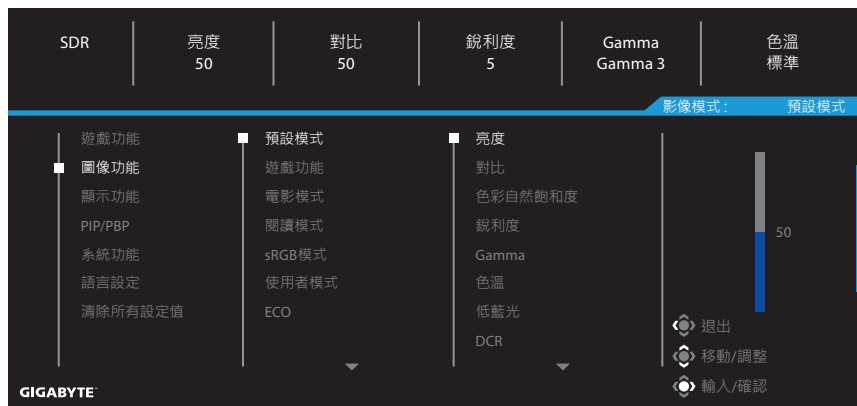 SDR 亮度 對比 銳利度 Gamma 色溫
50 50 5 Gamma 3 標準
影像模式 : 預設模式
遊戲功能 預設模式 亮度
圖像功能 遊戲功能 對比
顯示功能 電影模式 色彩自然飽和度
PIP/PBP 閱讀模式 銳利度
50
系統功能 sRGB模式 Gamma
語言設定 使用者模式 色溫
清除所有設定值 ECO 低藍光
退出
DCR
移動/調整
輸入/確認
GIGABYTE™